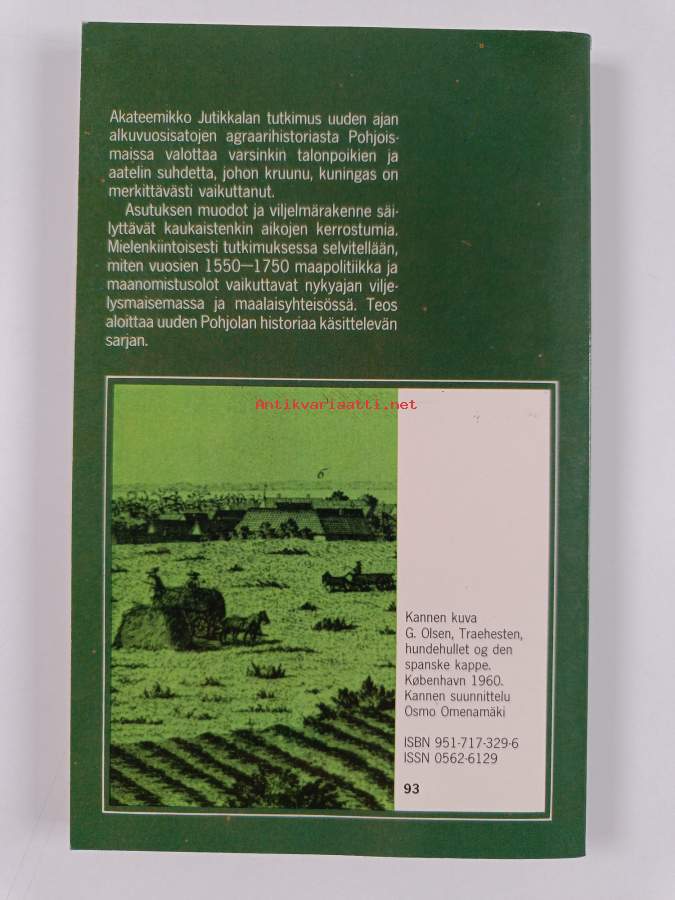 Akateemikko Jutikkalan tutkimus uuden ajan
alkuvuosisatojen agraarihistoriasta Pohjois-
maissa valottaa varsinkin talonpoikien ja
aatelin suhdetta, johon kruunu, kuningas on
merkittävästi vaikuttanut.
Asutuksen muodot ja viljelmärakenne säi-
lyttävät kaukaistenkin aikojen kerrostumia.
Mielenkiintoisesti tutkimuksessa selvitellään,
miten vuosien 1550—1750 maapolitiikka ja
maanomistusolot vaikuttavat nykyajan vilje-
lysmaisemassa ja maalaisyhteisössä. Teos
aloittaa uuden Pohjolan historiaa käsittelevän
sarjan.
Antikvariaatti.net
Kannen kuva
G. Olsen, Traehesten,
hundehullet og den
spanske kappe.
København 1960.
Kannen suunnittelu
Osmo Omenamäki
ISBN 951-717-329-6
ISSN 0562-6129
93